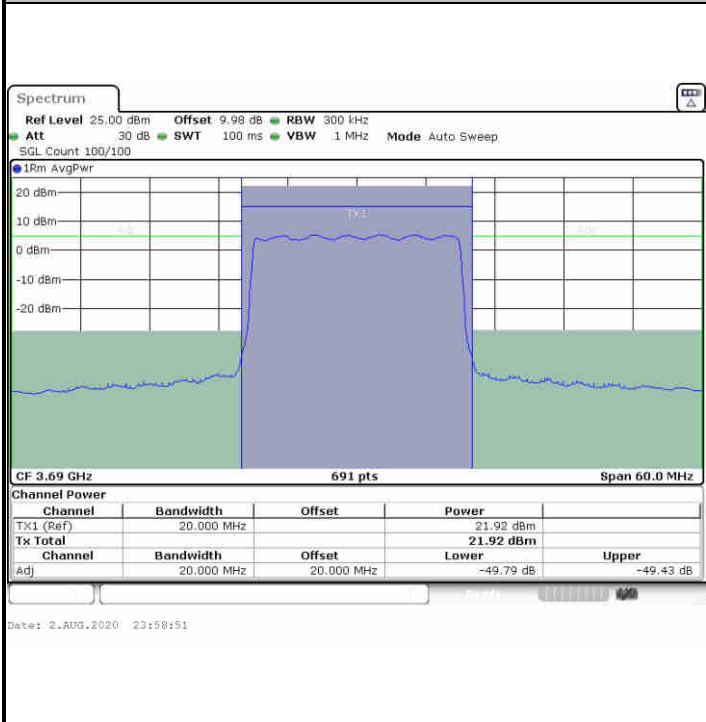 Spectrum
Ref Level 25.00 dBm Offset 9.98 dB RBW 300 kHz
Att 30 dB SWT 100 ms VBW 1 MHz Mode Auto Sweep
SGL Count 100/100
1Rm AvgPwr
20 dBm
TX1
10 dBm
Adj Adj
0 dBm
-10 dBm
-20 dBm
CF 3.69 GHz 691 pts Span 60.0 MHz
Channel Power
Channel Bandwidth Offset Power
TX1 (Ref) 20.000 MHz 21.92 dBm
Tx Total 21.92 dBm
Channel Bandwidth Offset Lower Upper
Adj 20.000 MHz 20.000 MHz -49.79 dB -49.43 dB
Date: 2.AUG.2020 23:58:51